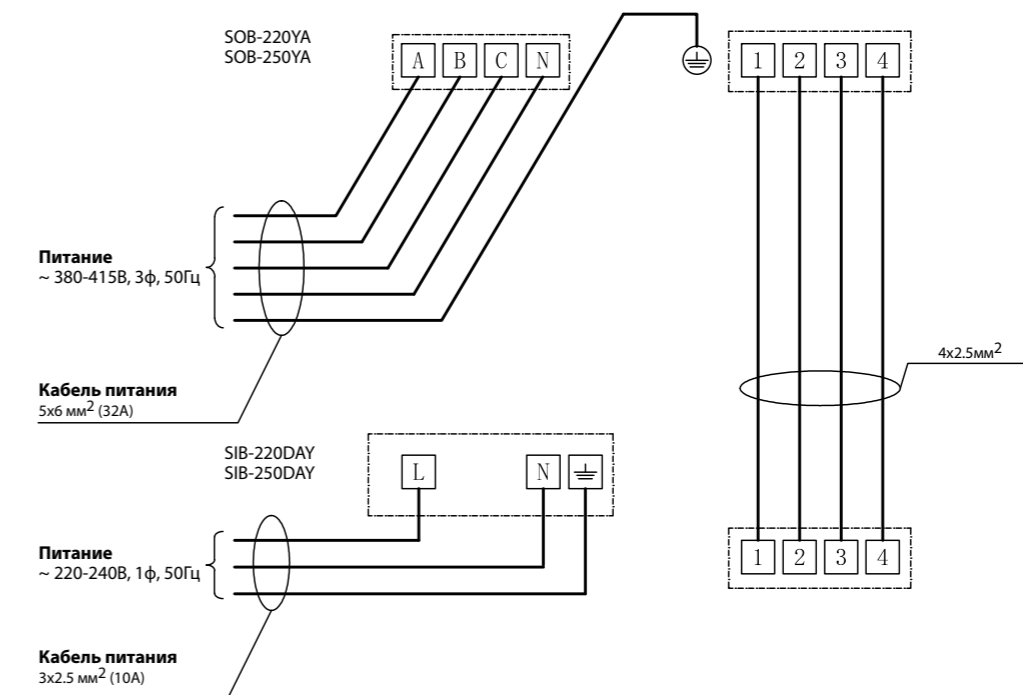 SOB-220YA
SOB-250YA
A B C N
1 2 3 4
Питание
~ 380-415В, 3ф, 50Гц
4x2.5мм2
Кабель питания
5x6 мм2 (32А)
SIB-220DAY
SIB-250DAY
L N
Питание
~ 220-240В, 1ф, 50Гц
1 2 3 4
Кабель питания
3x2.5 мм2 (10А)